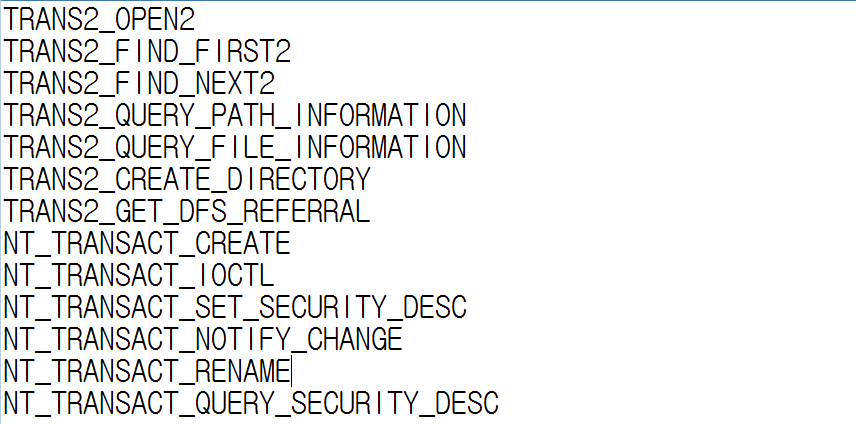 TRANS2_OPEN2
TRANS2_FIND_FIRST2
TRANS2_FIND_NEXT2
TRANS2_QUERY_PATH_INFORMATION
TRANS2_QUERY_FILE_INFORMATION
TRANS2_CREATE_DIRECTORY
TRANS2_GET_DFS_REFERRAL
NT_TRANSACT_CREATE
NT_TRANSACT_IOCTL
NT_TRANSACT_SET_SECURITY_DESC
NT_TRANSACT_NOTIFY_CHANGE
NT_TRANSACT_RENAME
NT_TRANSACT_QUERY_SECURITY_DESC